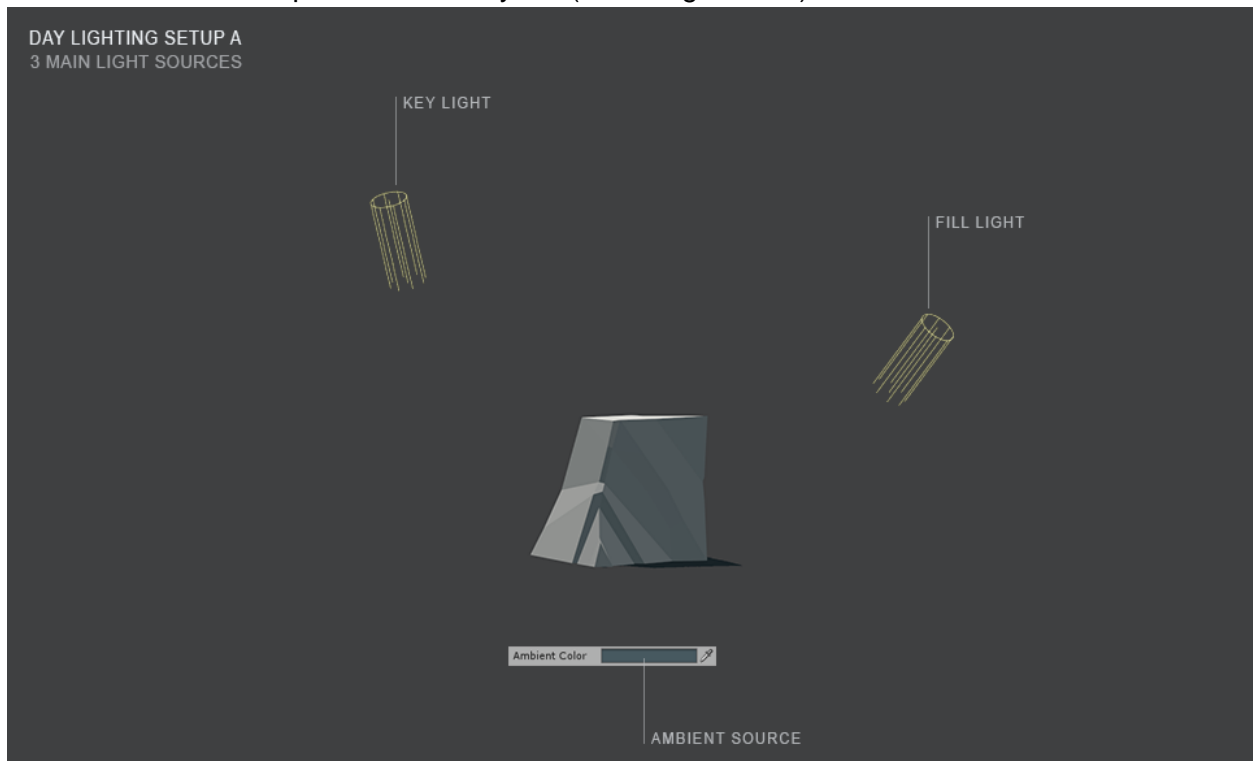 DAY LIGHTING SETUP A
3 MAIN LIGHT SOURCES
KEY LIGHT
FILL LIGHT
Ambient Color
AMBIENT SOURCE